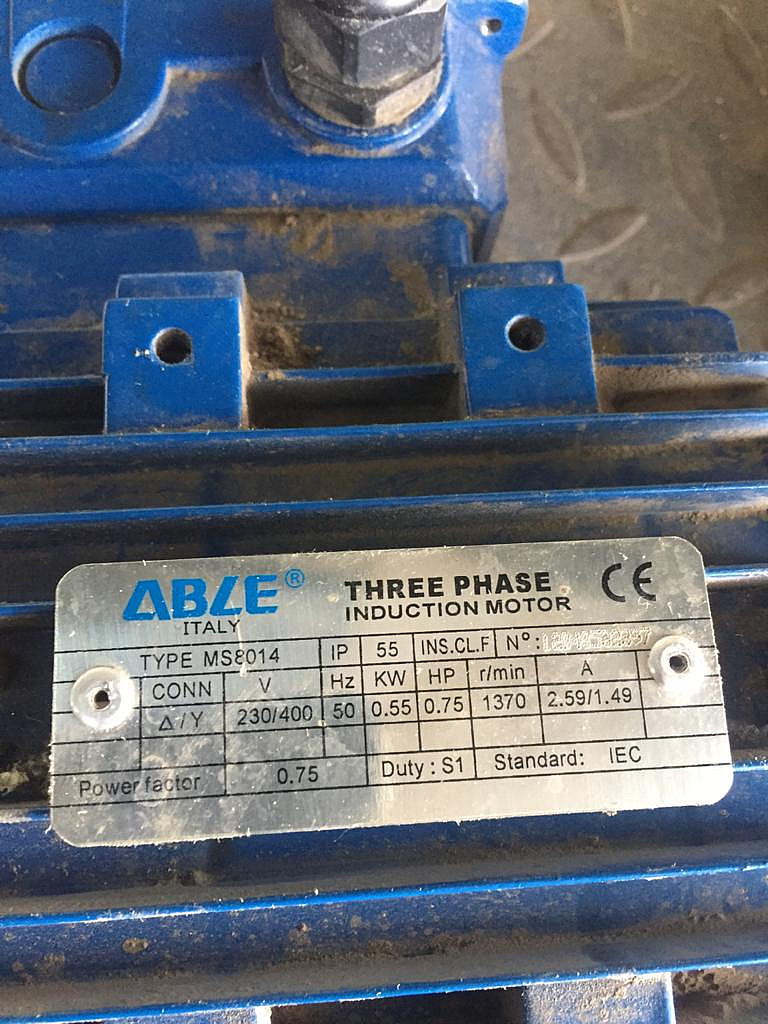 ABLE® THREE PHASE CE
ITALY INDUCTION MOTOR
TYPE MS8014 IP 55 INS.CL.F Nº:
CONN V Hz KW HP r/min A
Δ/Y 230/400 50 0.55 0.75 1370 2.59/1.49
Power factor 0.75 Duty : S1 Standard: IEC